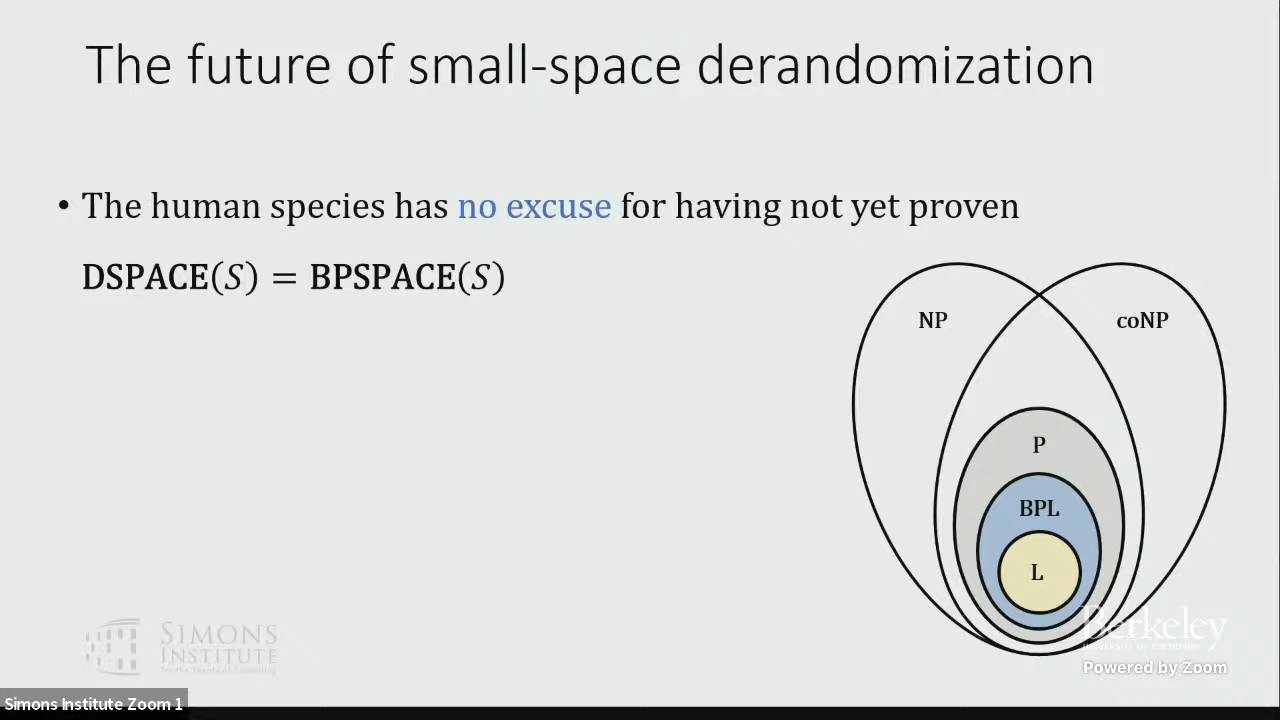 The future of small-space derandomization
• The human species has no excuse for having not yet proven
DSPACE(S) = BPSPACE(S)
NP
coNP
P
BPL
L
SIMONS
INSTITUTE
Berkeley
Powered by Zoom
Simons Institute Zoom 1